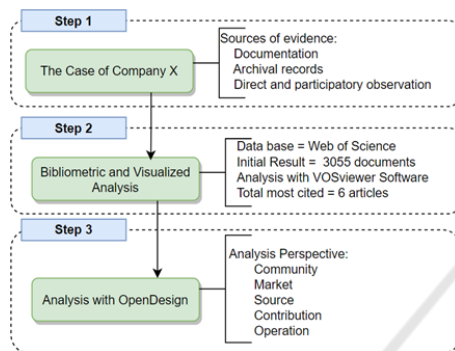 Step 1
The Case of Company X
Sources of evidence:
Documentation
Archival records
Direct and participatory observation
Step 2
Bibliometric and Visualized
Analysis
Data base = Web of Science
Initial Result = 3055 documents
Analysis with VOSviewer Software
Total most cited = 6 articles
Step 3
Analysis with OpenDesign
Analysis Perspective:
Community
Market
Source
Contribution
Operation